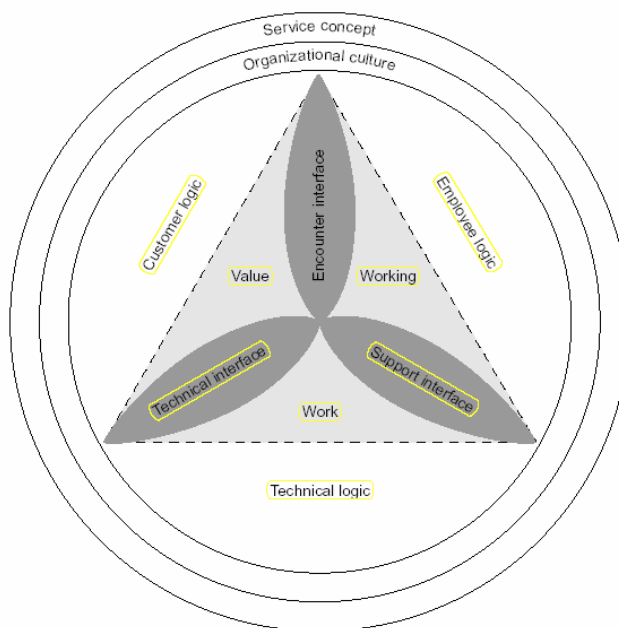 Service concept
Organizational culture
Encounter interface
Customer logic
Employee logic
Value
Working
Technical interface
Support interface
Work
Technical logic